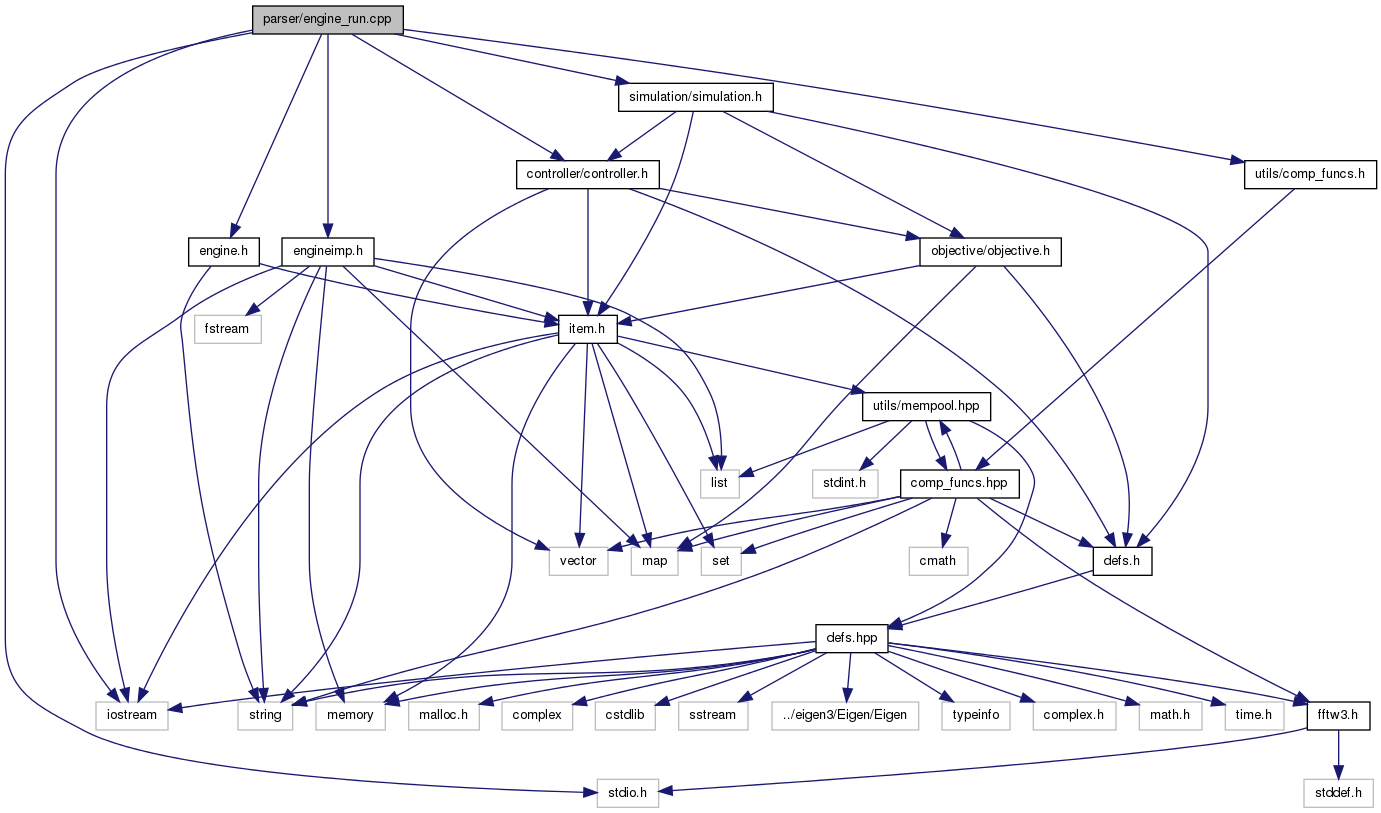 parser/engine_run.cpp
simulation/simulation.h
controller/controller.h
utils/comp_funcs.h
engine.h
engineimp.h
objective/objective.h
fstream
item.h
utils/mempool.hpp
list
stdint.h
comp_funcs.hpp
vector
map
set
cmath
defs.h
defs.hpp
iostream
string
memory
malloc.h
complex
cstdlib
sstream
../eigen3/Eigen/Eigen
typeinfo
complex.h
math.h
time.h
fftw3.h
stdio.h
stddef.h